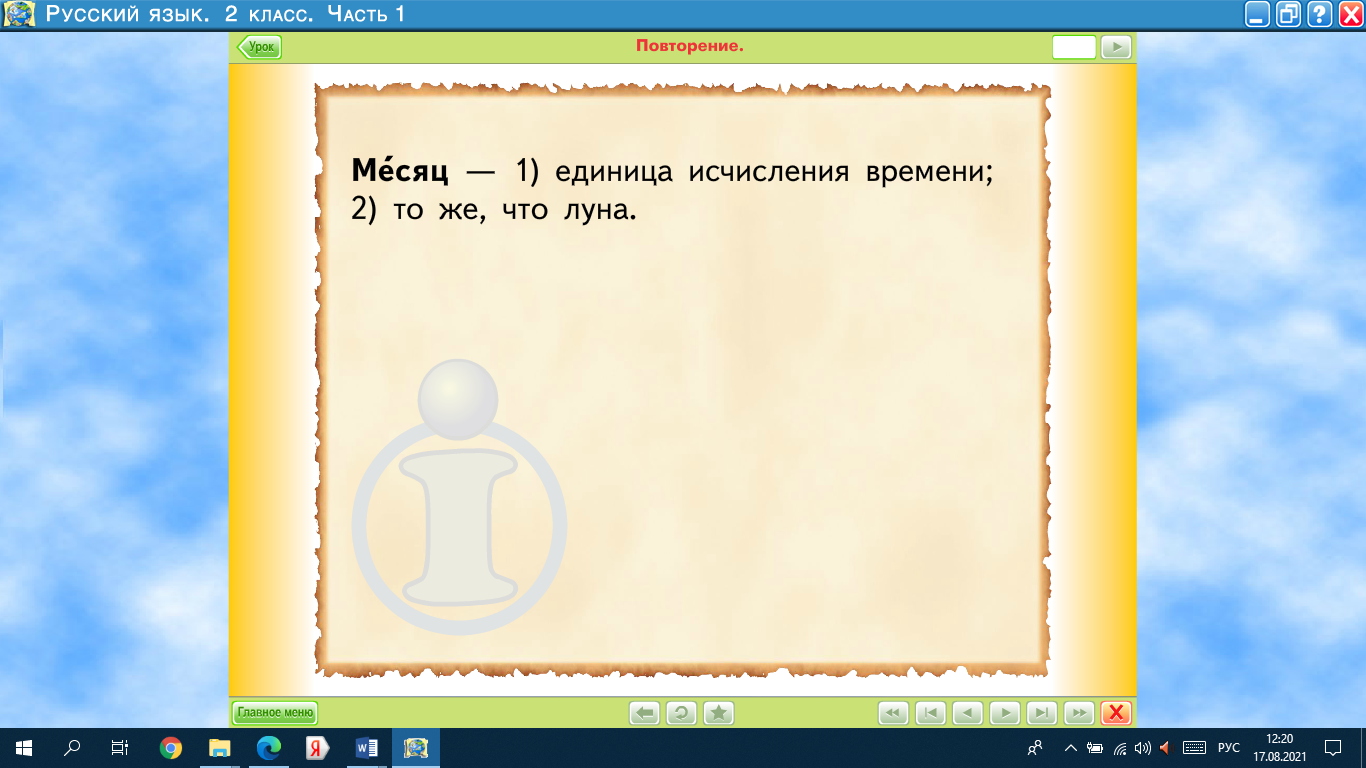 Русский язык. 2 класс. Часть 1
Урок
Повторение.
Ме́сяц — 1) единица исчисления времени;
2) то же, что луна.
Главное меню
РУС
12:20
17.08.2021